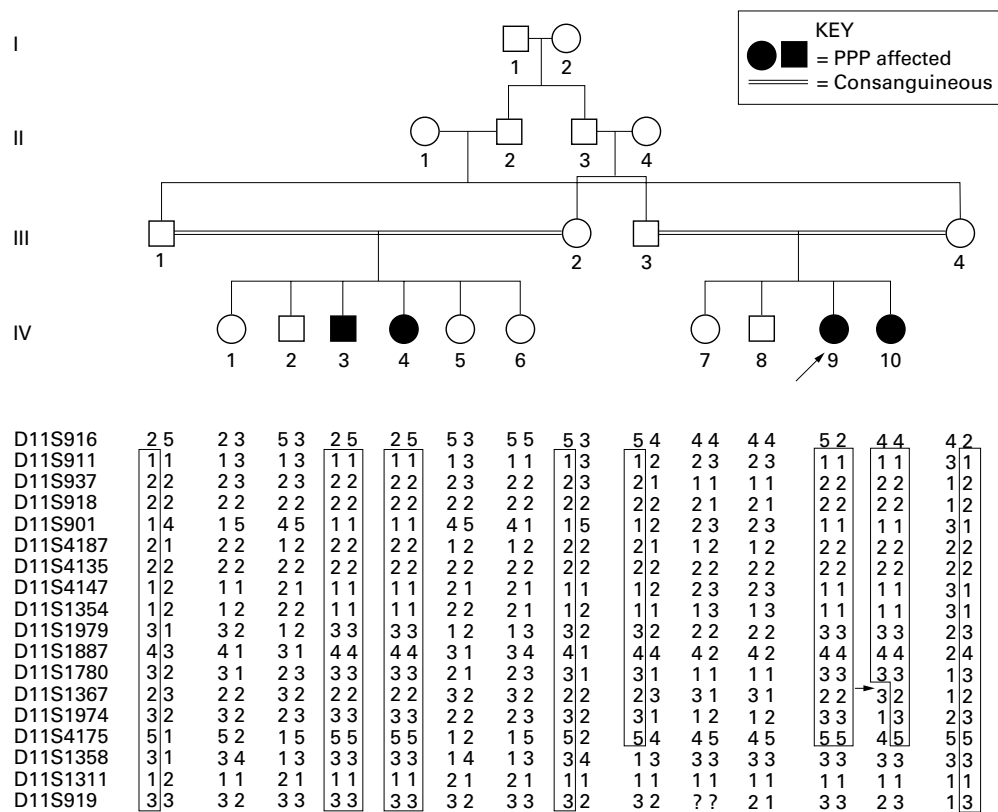 KEY
= PPP affected
= Consanguineous
I
1 2
II
1 2 3 4
III
1 2 3 4
IV
1 2 3 4 5 6 7 8 9 10
D11S916 2 5 2 3 5 3 2 5 2 5 5 3 5 5 5 3 5 4 4 4 4 4 5 2 4 4 4 2
D11S911 1 1 1 3 1 3 1 1 1 1 1 3 1 1 1 3 1 2 2 3 2 3 1 1 1 1 3 1
D11S937 2 2 2 3 2 3 2 2 2 2 2 3 2 2 2 3 2 1 1 1 1 1 2 2 2 2 1 2
D11S918 2 2 2 2 2 2 2 2 2 2 2 2 2 2 2 2 2 2 2 1 2 1 2 2 2 2 1 2
D11S901 1 4 1 5 4 5 1 1 1 1 4 5 4 1 1 5 1 2 2 3 2 3 1 1 1 1 3 1
D11S4187 2 1 2 2 1 2 2 2 2 2 1 2 1 2 2 2 2 1 1 2 1 2 2 2 2 2 2 2
D11S4135 2 2 2 2 2 2 2 2 2 2 2 2 2 2 2 2 2 2 2 2 2 2 2 2 2 2 2 2
D11S4147 1 2 1 1 2 1 1 1 1 1 2 1 2 1 1 1 1 2 2 3 2 3 1 1 1 1 3 1
D11S1354 1 2 1 2 2 2 1 1 1 1 2 2 2 1 1 2 1 1 1 3 1 3 1 1 1 1 3 1
D11S1979 3 1 3 2 1 2 3 3 3 3 1 2 1 3 3 2 3 2 2 2 2 2 3 3 3 3 2 3
D11S1887 4 3 4 1 3 1 4 4 4 4 3 1 3 4 4 1 4 4 4 2 4 2 4 4 4 4 2 4
D11S1780 3 2 3 1 2 3 3 3 3 3 2 1 2 3 3 1 3 1 1 1 1 1 3 3 3 3 1 3
D11S1367 2 3 2 2 3 2 2 2 2 2 3 2 3 2 2 2 2 3 3 1 3 1 2 2 3 2 1 2
D11S1974 3 2 3 2 2 3 3 3 3 3 2 2 2 3 3 2 3 1 1 2 1 2 3 3 1 3 2 3
D11S4175 5 1 5 2 1 5 5 5 5 5 1 2 1 5 5 2 5 4 4 5 4 5 5 5 4 5 5 5
D11S1358 3 1 3 4 1 3 3 3 3 3 1 4 1 3 3 4 1 3 3 3 3 3 3 3 3 3 3 3
D11S1311 1 2 1 1 2 1 1 1 1 1 2 1 2 1 1 1 1 1 1 1 1 1 1 1 1 1 1 1
D11S919 3 3 3 2 3 3 3 3 3 3 3 2 3 3 3 2 3 2 ? ? 2 1 3 3 2 3 1 3